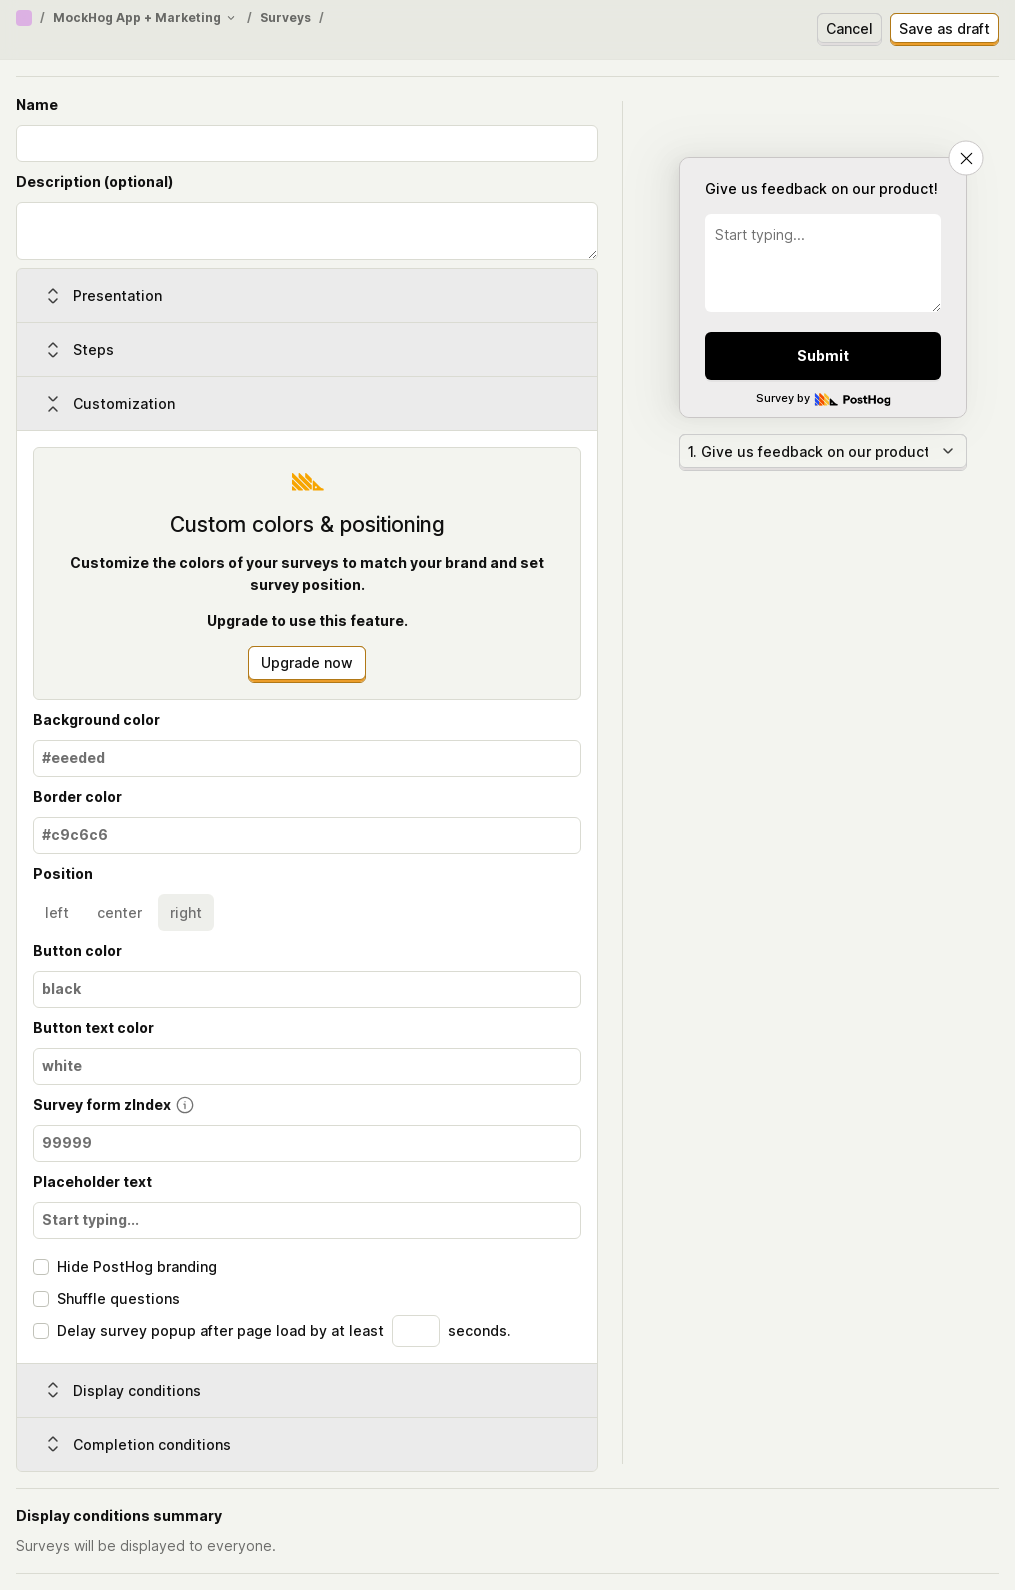 / MockHog App + Marketing / Surveys /
Cancel
Save as draft
Name
Description (optional)
Presentation
Steps
Customization
Custom colors & positioning
Customize the colors of your surveys to match your brand and set
survey position.
Upgrade to use this feature.
Upgrade now
Background color
#eeeded
Border color
#c9c6c6
Position
left center right
Button color
black
Button text color
white
Survey form zIndex
99999
Placeholder text
Start typing...
Hide PostHog branding
Shuffle questions
Delay survey popup after page load by at least seconds.
Display conditions
Completion conditions
Give us feedback on our product!
Start typing...
Submit
Survey by PostHog
1. Give us feedback on our product
Display conditions summary
Surveys will be displayed to everyone.